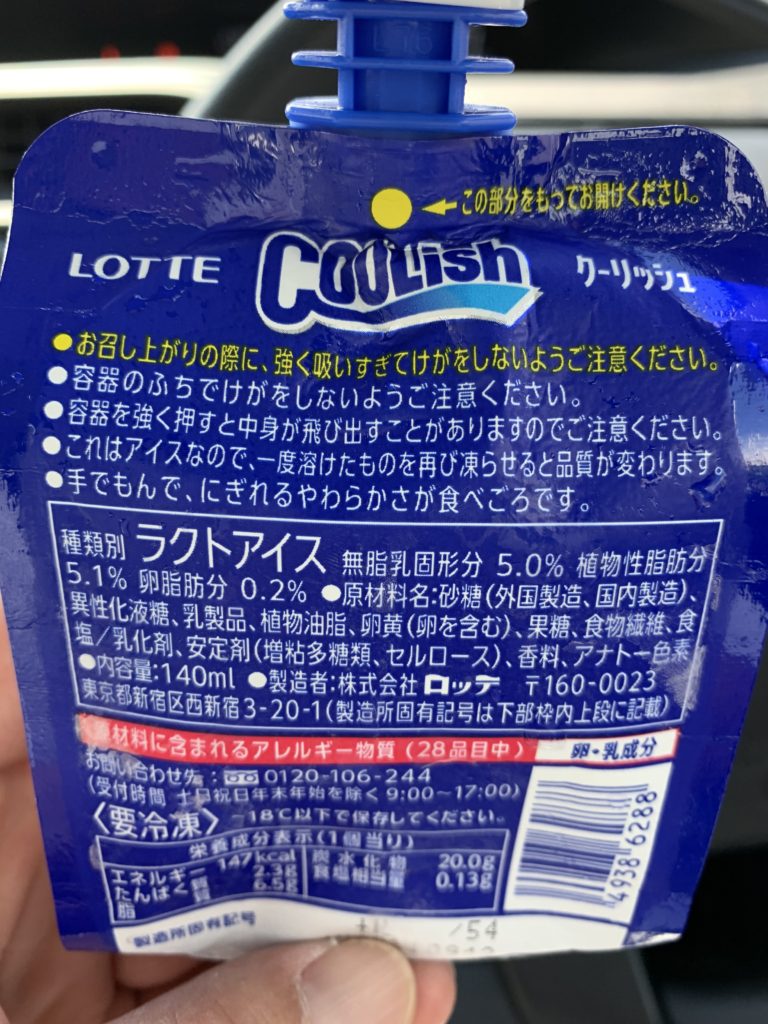 ←この部分をもってお開けください。
LOTTE COOLish クーリッシュ
●お召し上がりの際に、強く吸いすぎてけがをしないようご注意ください。
●容器のふちでけがをしないようご注意ください。
●容器を強く押すと中身が飛び出すことがありますのでご注意ください。
●これはアイスなので、一度溶けたものを再び凍らせると品質が変わります。
●手でもんで、にぎれるやわらかさが食べごろです。
種類別 ラクトアイス 無脂乳固形分 5.0% 植物性脂肪分
5.1% 卵脂肪分 0.2% ●原材料名:砂糖(外国製造、国内製造)、
異性化液糖、乳製品、植物油脂、卵黄(卵を含む)、果糖、食物繊維、食
塩/乳化剤、安定剤(増粘多糖類、セルロース)、香料、アナトー色素
●内容量:140ml ●製造者:株式会社 ロッテ 〒160-0023
東京都新宿区西新宿3-20-1(製造所固有記号は下部枠内上段に記載)
原材料に含まれるアレルギー物質(28品目中) 卵・乳成分
お問い合わせ先: 0120-106-244
(受付時間 土日祝日年末年始を除く9:00〜17:00)
〈要冷凍〉 -18℃以下で保存してください。
栄養成分表示(1個当り)
エネルギー 147kcal 炭水化物 20.0g
たんぱく質 2.3g 食塩相当量 0.13g
脂質 6.5g
4938 6288
製造所固有記号 /54